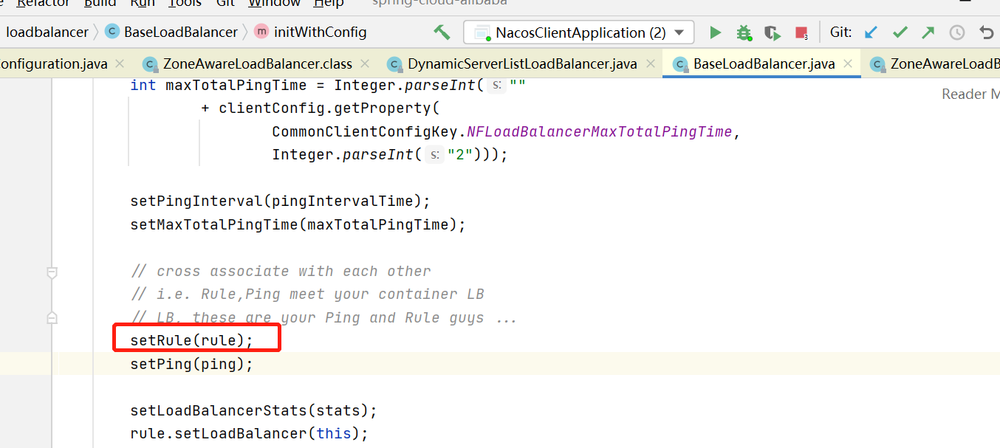 Refactor Build Run Tools Git Window Help spring-cloud-alibaba
loadbalancer BaseLoadBalancer initWithConfig NacosClientApplication (2) 3 Git:
onfiguration.java ZoneAwareLoadBalancer.class DynamicServerListLoadBalancer.java BaseLoadBalancer.java ZoneAwareLoadB
int maxTotalPingTime = Integer.parseInt( s: ""
Reader M
+ clientConfig.getProperty(
CommonClientConfigKey.NFLoadBalancerMaxTotalPingTime,
Integer.parseInt( s: "2")));
setPingInterval(pingIntervalTime);
setMaxTotalPingTime(maxTotalPingTime);
// cross associate with each other
// i.e. Rule,Ping meet your container LB
// LB, these are your Ping and Rule guys ...
setRule(rule);
setPing(ping);
setLoadBalancerStats(stats);
rule.setLoadBalancer(this);